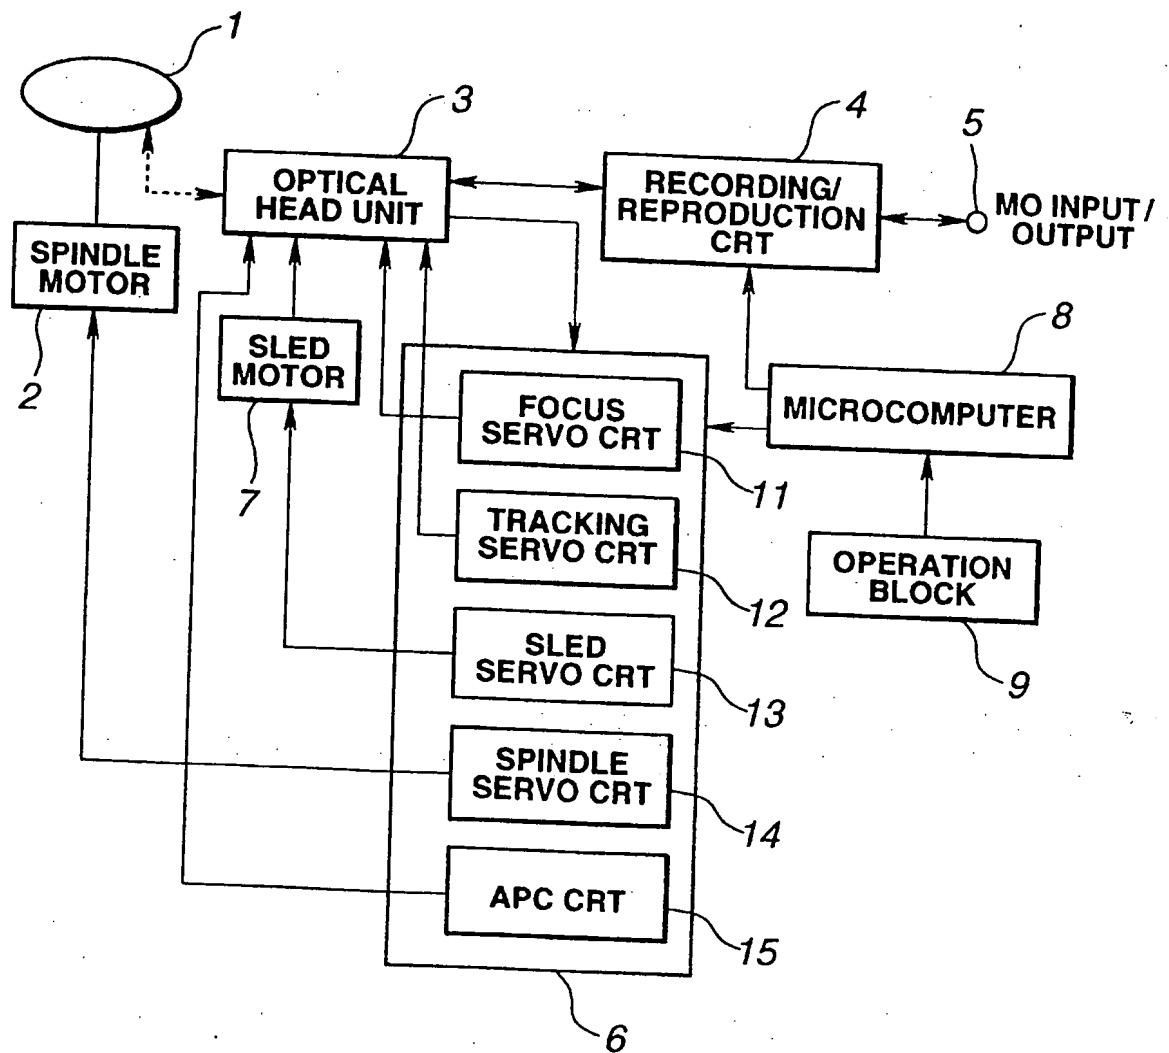 1
3
4
5
OPTICAL
HEAD UNIT
RECORDING/
REPRODUCTION
CRT
MO INPUT/
OUTPUT
SPINDLE
MOTOR
2
SLED
MOTOR
7
8
MICROCOMPUTER
FOCUS
SERVO CRT
11
TRACKING
SERVO CRT
12
OPERATION
BLOCK
9
SLED
SERVO CRT
13
SPINDLE
SERVO CRT
14
APC CRT
15
6